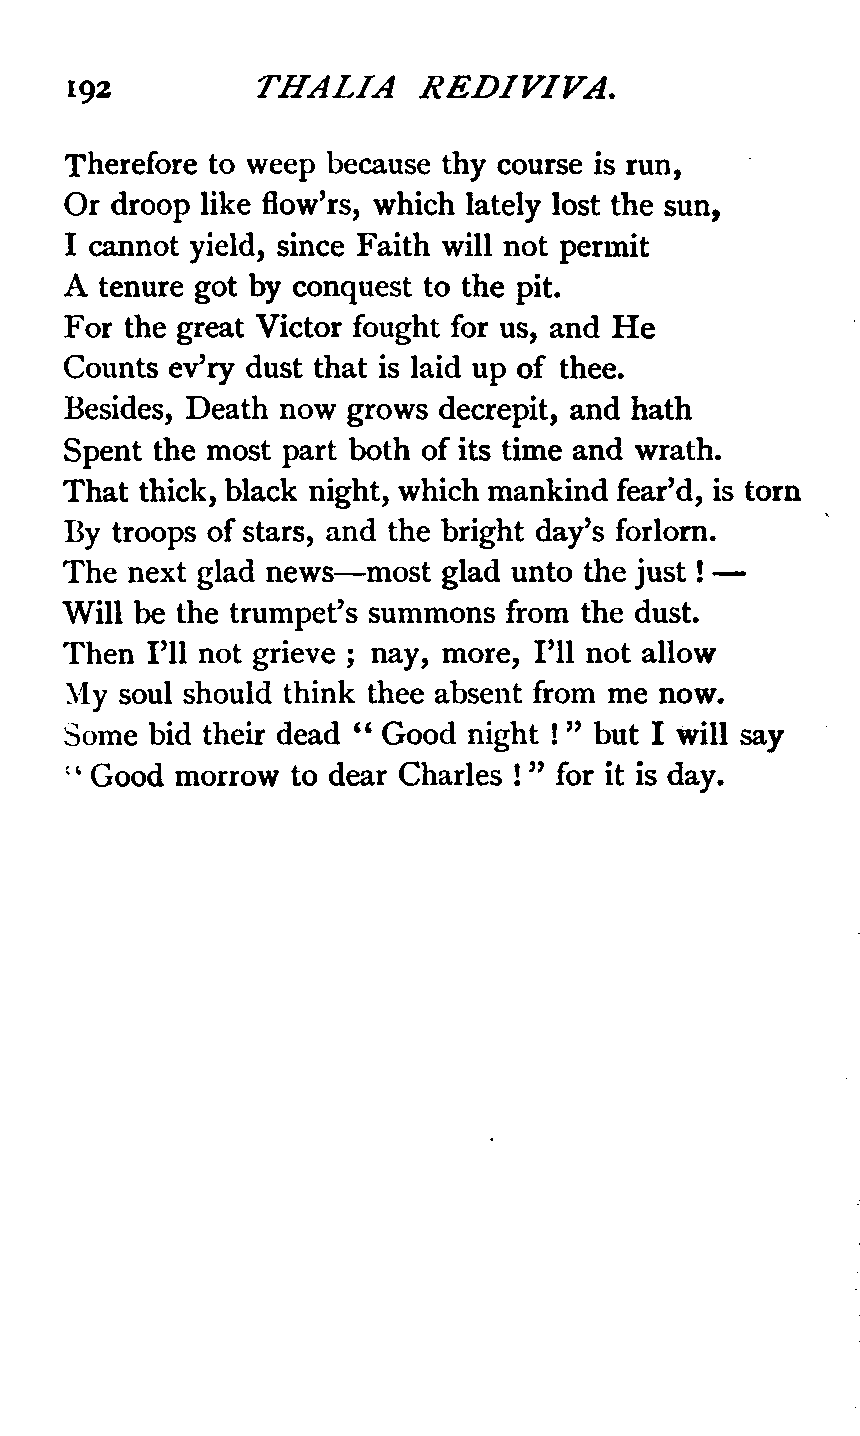 192 THALIA REDIVIVA.
Therefore to weep because thy course is run,
Or droop like flow'rs, which lately lost the sun,
I cannot yield, since Faith will not permit
A tenure got by conquest to the pit.
For the great Victor fought for us, and He
Counts ev'ry dust that is laid up of thee.
Besides, Death now grows decrepit, and hath
Spent the most part both of its time and wrath.
That thick, black night, which mankind fear'd, is torn
By troops of stars, and the bright day's forlorn.
The next glad news—most glad unto the just ! —
Will be the trumpet's summons from the dust.
Then I'll not grieve ; nay, more, I'll not allow
My soul should think thee absent from me now.
Some bid their dead “ Good night ! ” but I will say
“ Good morrow to dear Charles ! ” for it is day.